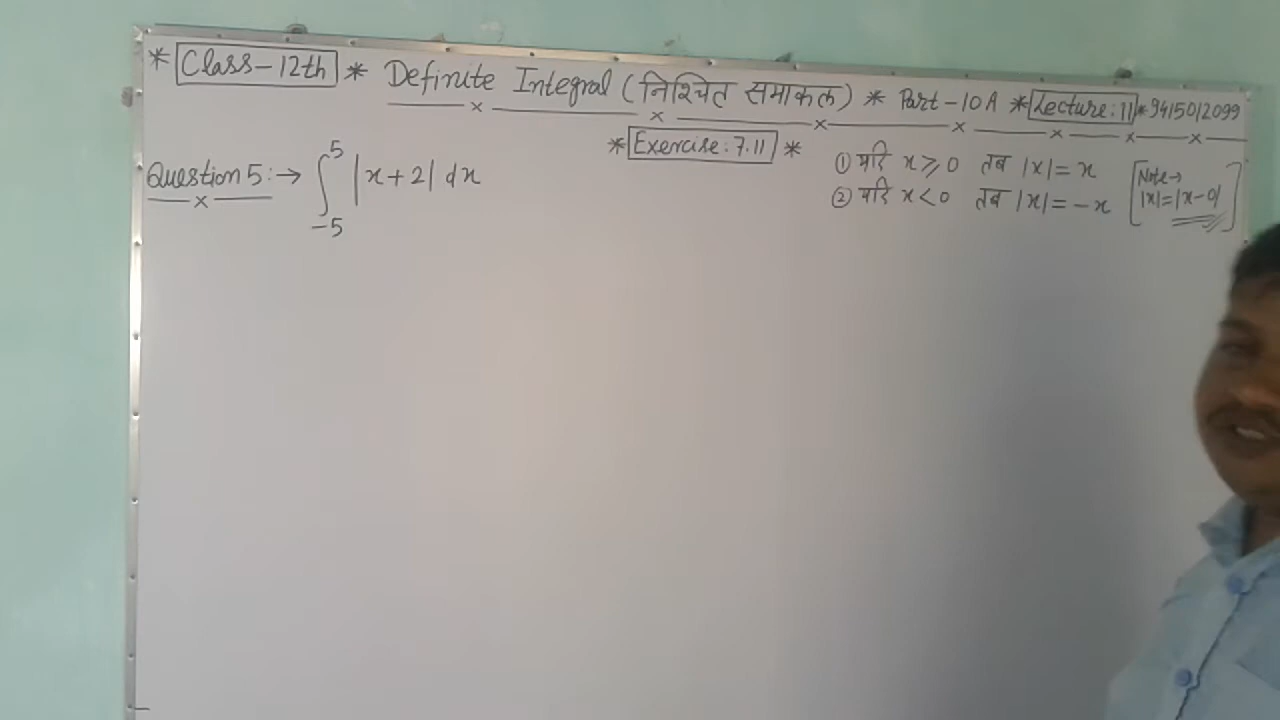 * Class-12th * Definite Integral (निश्चित समाकल) * Part-10A * Lecture:11 * 9415012099
* Exercise:7.11 *
Question 5:→ ∫₋₅⁵ |x+2| dx
① यदि x ⩾ 0 तब |x| = x
② यदि x < 0 तब |x| = -x
[Note→
|x|=|x-0|]